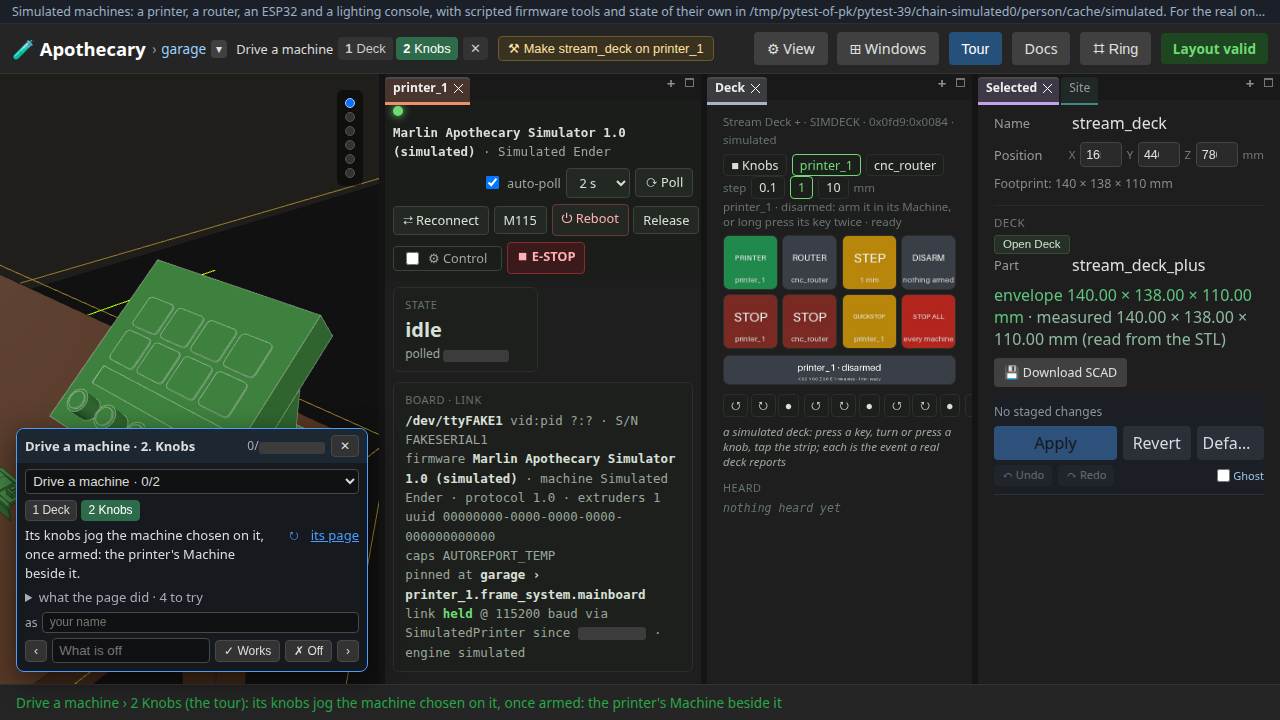 Simulated machines: a printer, a router, an ESP32 and a lighting console, with scripted firmware tools and state of their own in /tmp/pytest-of-pk/pytest-39/chain-simulated0/person/cache/simulated. For the real on...
🧪 Apothecary › garage ▾ Drive a machine 1 Deck 2 Knobs ✕ ⚒ Make stream_deck on printer_1 ⚙ View ⊞ Windows Tour Docs ⌗ Ring Layout valid
printer_1
Marlin Apothecary Simulator 1.0
(simulated) · Simulated Ender
auto-poll 2 s ⟳ Poll
⇄ Reconnect M115 ⏻ Reboot Release
⚙ Control ■ E-STOP
STATE
idle
polled
BOARD · LINK
/dev/ttyFAKE1 vid:pid ?:? · S/N
FAKESERIAL1
firmware Marlin Apothecary Simulator
1.0 (simulated) · machine Simulated
Ender · protocol 1.0 · extruders 1
uuid 00000000-0000-0000-0000-
000000000000
caps AUTOREPORT_TEMP
pinned at garage ›
printer_1.frame_system.mainboard
link held @ 115200 baud via
SimulatedPrinter since ·
engine simulated
Deck
Stream Deck + · SIMDECK · 0x0fd9:0x0084 ·
simulated
■ Knobs printer_1 cnc_router
step 0.1 1 10 mm
printer_1 · disarmed: arm it in its Machine,
or long press its key twice · ready
PRINTER ROUTER STEP DISARM
printer_1 cnc_router 1 mm nothing armed
STOP STOP QUICKSTOP STOP ALL
printer_1 cnc_router printer_1 every machine
printer_1 · disarmed
↺ ↻ ● ↺ ↻ ● ↺ ↻ ●
a simulated deck: press a key, turn or press a
knob, tap the strip; each is the event a real
deck reports
HEARD
nothing heard yet
Selected Site
Name stream_deck
Position X 16 Y 44 Z 78 mm
Footprint: 140 × 138 × 110 mm
DECK
Open Deck
Part stream_deck_plus
envelope 140.00 × 138.00 × 110.00
mm · measured 140.00 × 138.00 ×
110.00 mm (read from the STL)
💾 Download SCAD
No staged changes
Apply Revert Defa...
↶ Undo ↷ Redo Ghost
Drive a machine · 2. Knobs 0/ ✕
Drive a machine · 0/2
1 Deck 2 Knobs
Its knobs jog the machine chosen on it, ↻ its page
once armed: the printer's Machine
beside it.
▶ what the page did · 4 to try
as your name
‹ What is off ✓ Works ✗ Off ›
Drive a machine › 2 Knobs (the tour): its knobs jog the machine chosen on it, once armed: the printer's Machine beside it